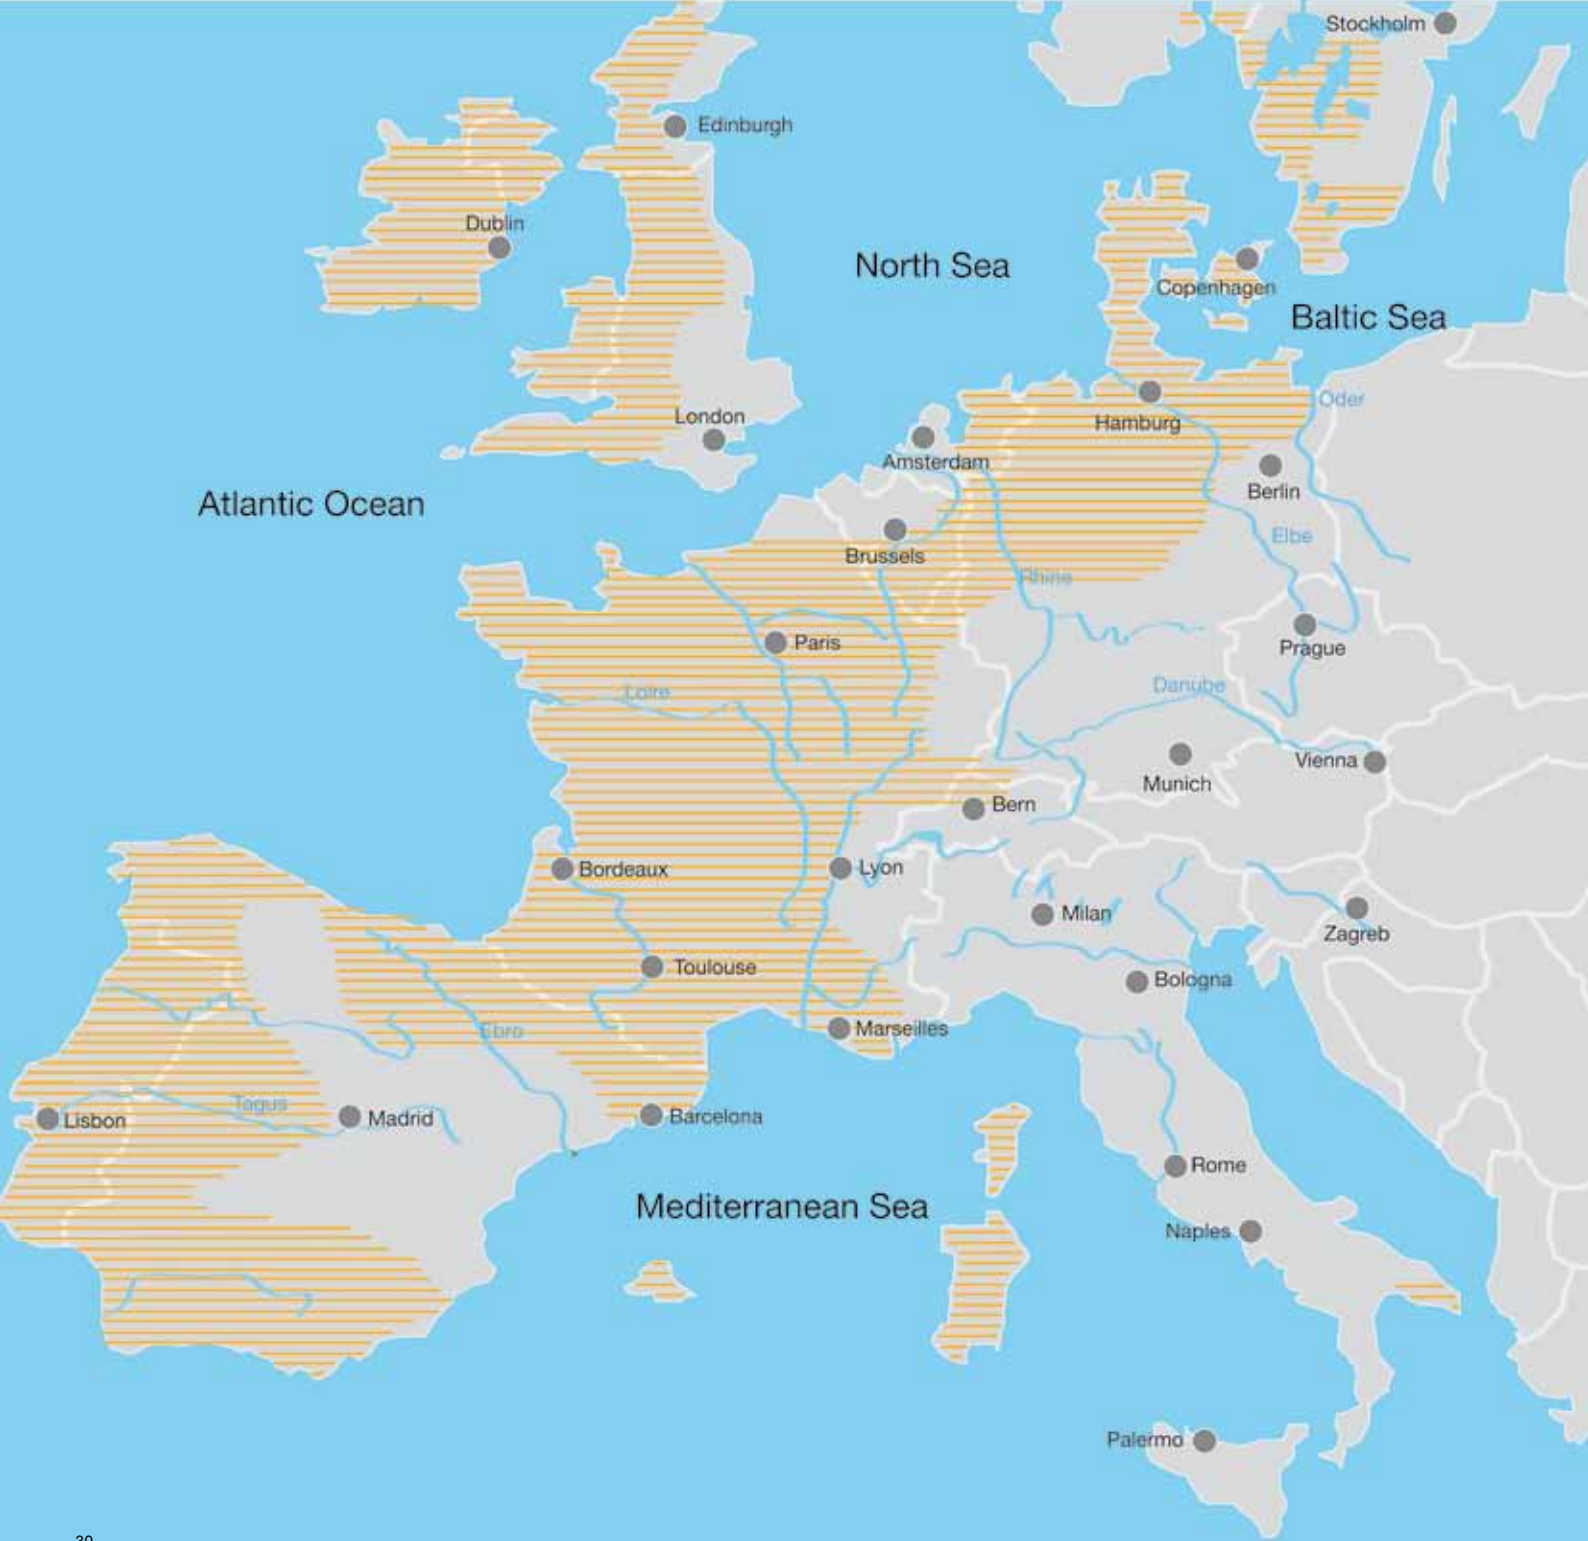 Stockholm
Edinburgh
Dublin
North Sea
Copenhagen
Baltic Sea
Oder
London
Hamburg
Amsterdam
Berlin
Atlantic Ocean
Elbe
Brussels
Rhine
Paris
Prague
Danube
Loire
Vienna
Munich
Bern
Bordeaux
Lyon
Milan
Zagreb
Toulouse
Bologna
Ebro
Marseilles
Tagus
Lisbon
Madrid
Barcelona
Rome
Mediterranean Sea
Naples
Palermo
30